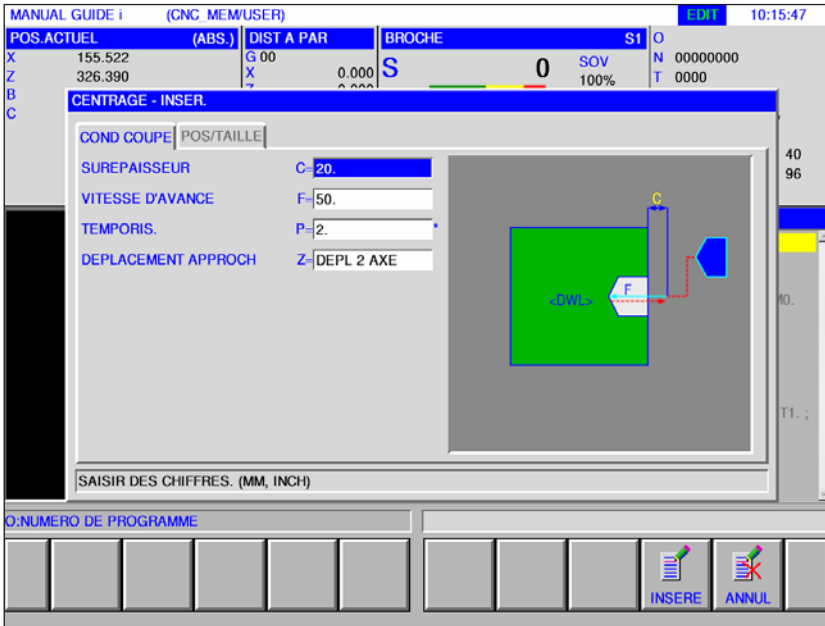 MANUAL GUIDE i (CNC_MEM/USER) EDIT 10:15:47
POS.ACTUEL (ABS.) DIST A PAR BROCHE S1 O
X 155.522 G 00 N 00000000
Z 326.390 X 0.000 S 0 SOV 100% T 0000
B
C
CENTRAGE - INSER.
COND COUPE POS/TAILLE
SUREPAISSEUR C=20.
VITESSE D'AVANCE F=50.
TEMPORIS. P=2. *
DEPLACEMENT APPROCH Z=DEPL 2 AXE
C
F
<DWL>
40
96
M0.
T1. ;
SAISIR DES CHIFFRES. (MM, INCH)
O:NUMERO DE PROGRAMME
INSERE ANNUL